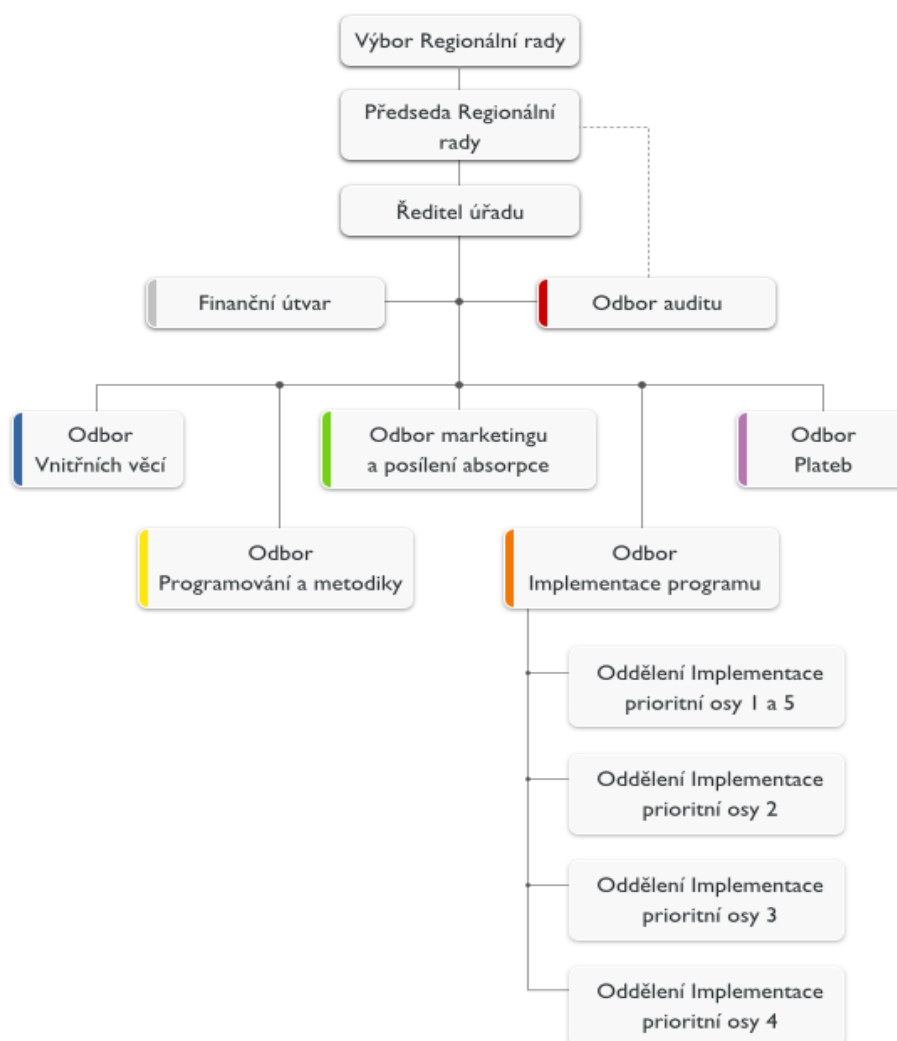 Výbor Regionální rady
Předseda Regionální
rady
Ředitel úřadu
Finanční útvar
Odbor auditu
Odbor
Vnitřních věcí
Odbor marketingu
a posílení absorpce
Odbor
Plateb
Odbor
Programování a metodiky
Odbor
Implementace programu
Oddělení Implementace
prioritní osy 1 a 5
Oddělení Implementace
prioritní osy 2
Oddělení Implementace
prioritní osy 3
Oddělení Implementace
prioritní osy 4